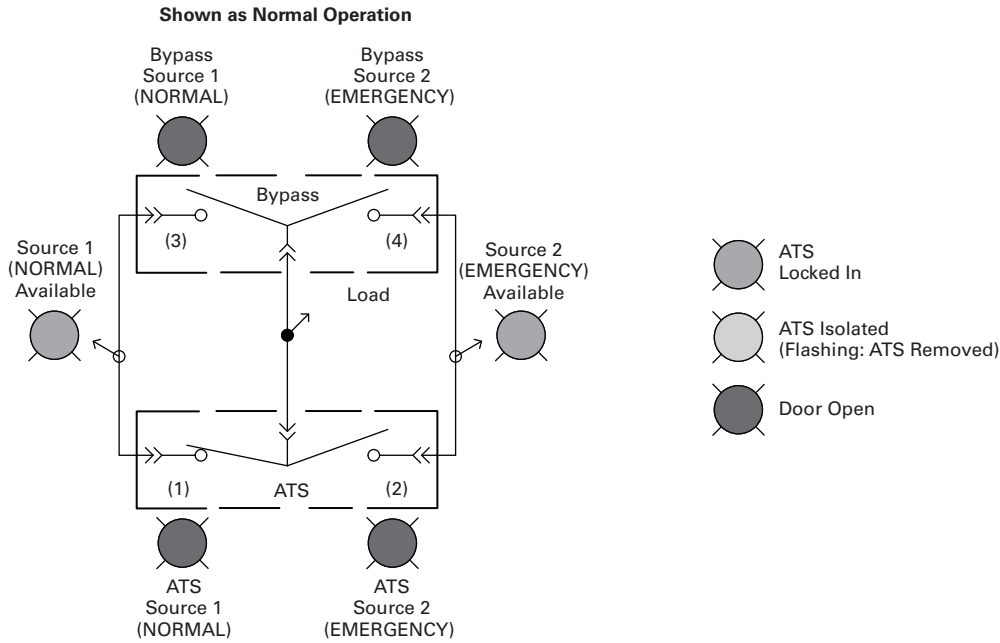 Shown as Normal Operation
Bypass
Source 1
(NORMAL)
Bypass
Source 2
(EMERGENCY)
Bypass
(3)
(4)
Source 1
(NORMAL)
Available
Source 2
(EMERGENCY)
Available
Load
(1)
ATS
(2)
ATS
Source 1
(NORMAL)
ATS
Source 2
(EMERGENCY)
ATS
Locked In
ATS Isolated
(Flashing: ATS Removed)
Door Open